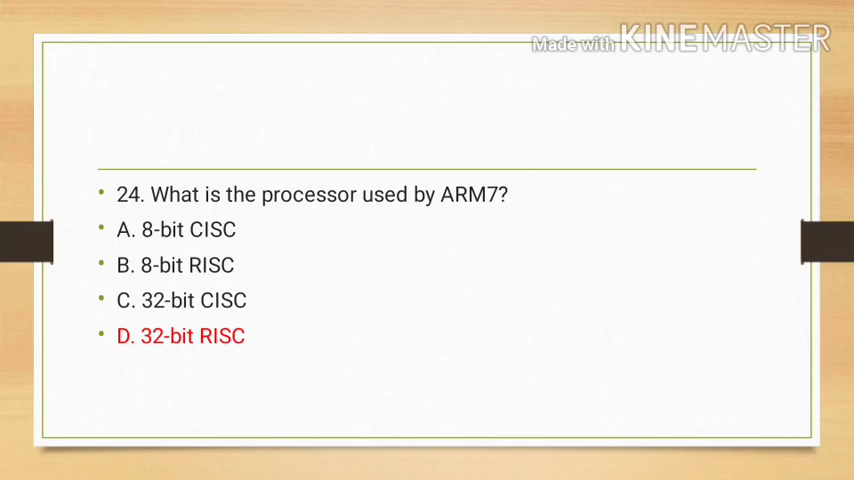 Made with KINEMASTER
• 24. What is the processor used by ARM7?
• A. 8-bit CISC
• B. 8-bit RISC
• C. 32-bit CISC
• D. 32-bit RISC